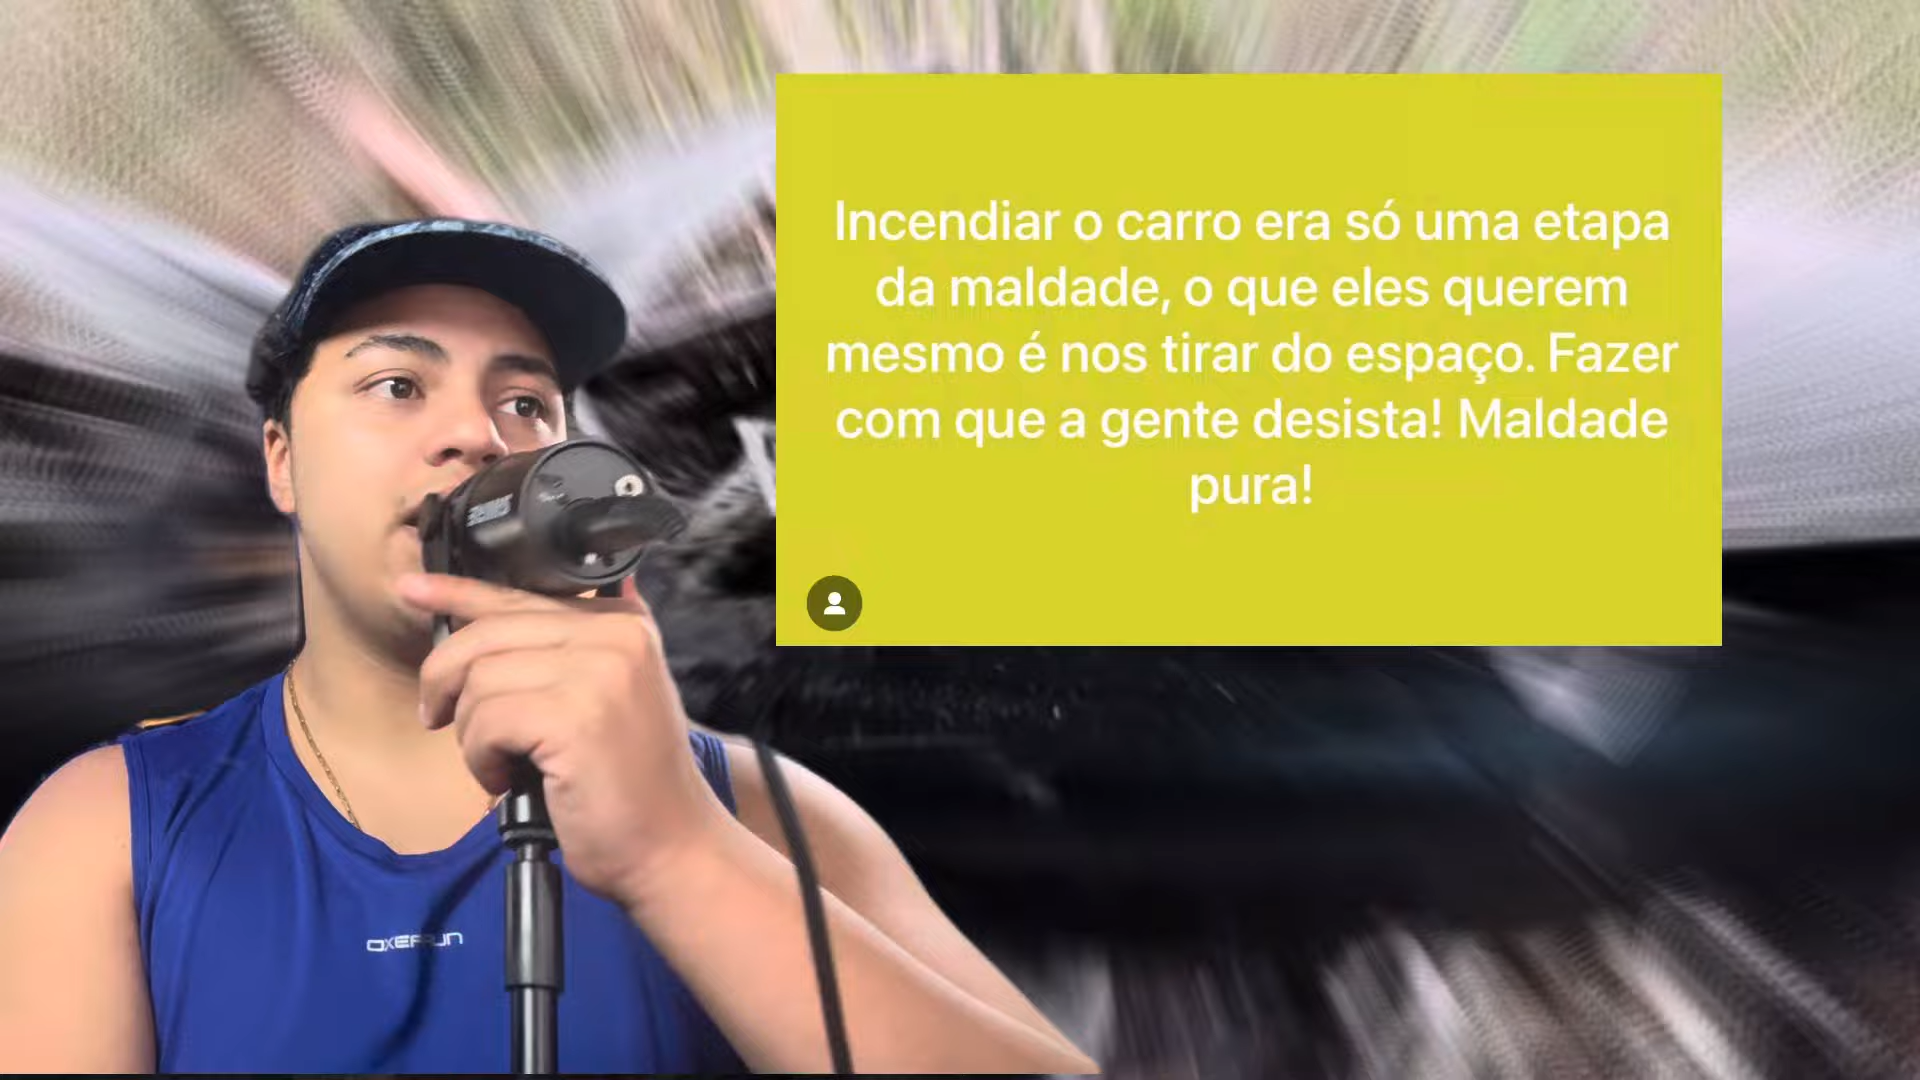 Incendiar o carro era só uma etapa
da maldade, o que eles querem
mesmo é nos tirar do espaço. Fazer
com que a gente desista! Maldade
pura!
OXERUN